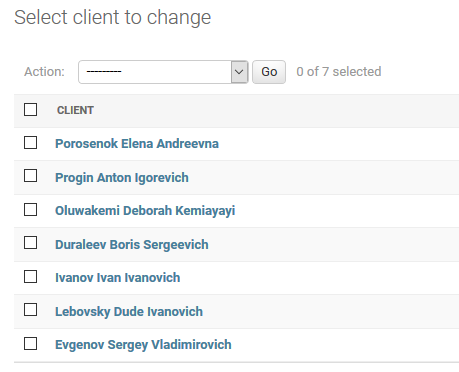 Select client to change
Action: --------- Go 0 of 7 selected
CLIENT
Porosenok Elena Andreevna
Progin Anton Igorevich
Oluwakemi Deborah Kemiayayi
Duraleev Boris Sergeevich
Ivanov Ivan Ivanovich
Lebovsky Dude Ivanovich
Evgenov Sergey Vladimirovich